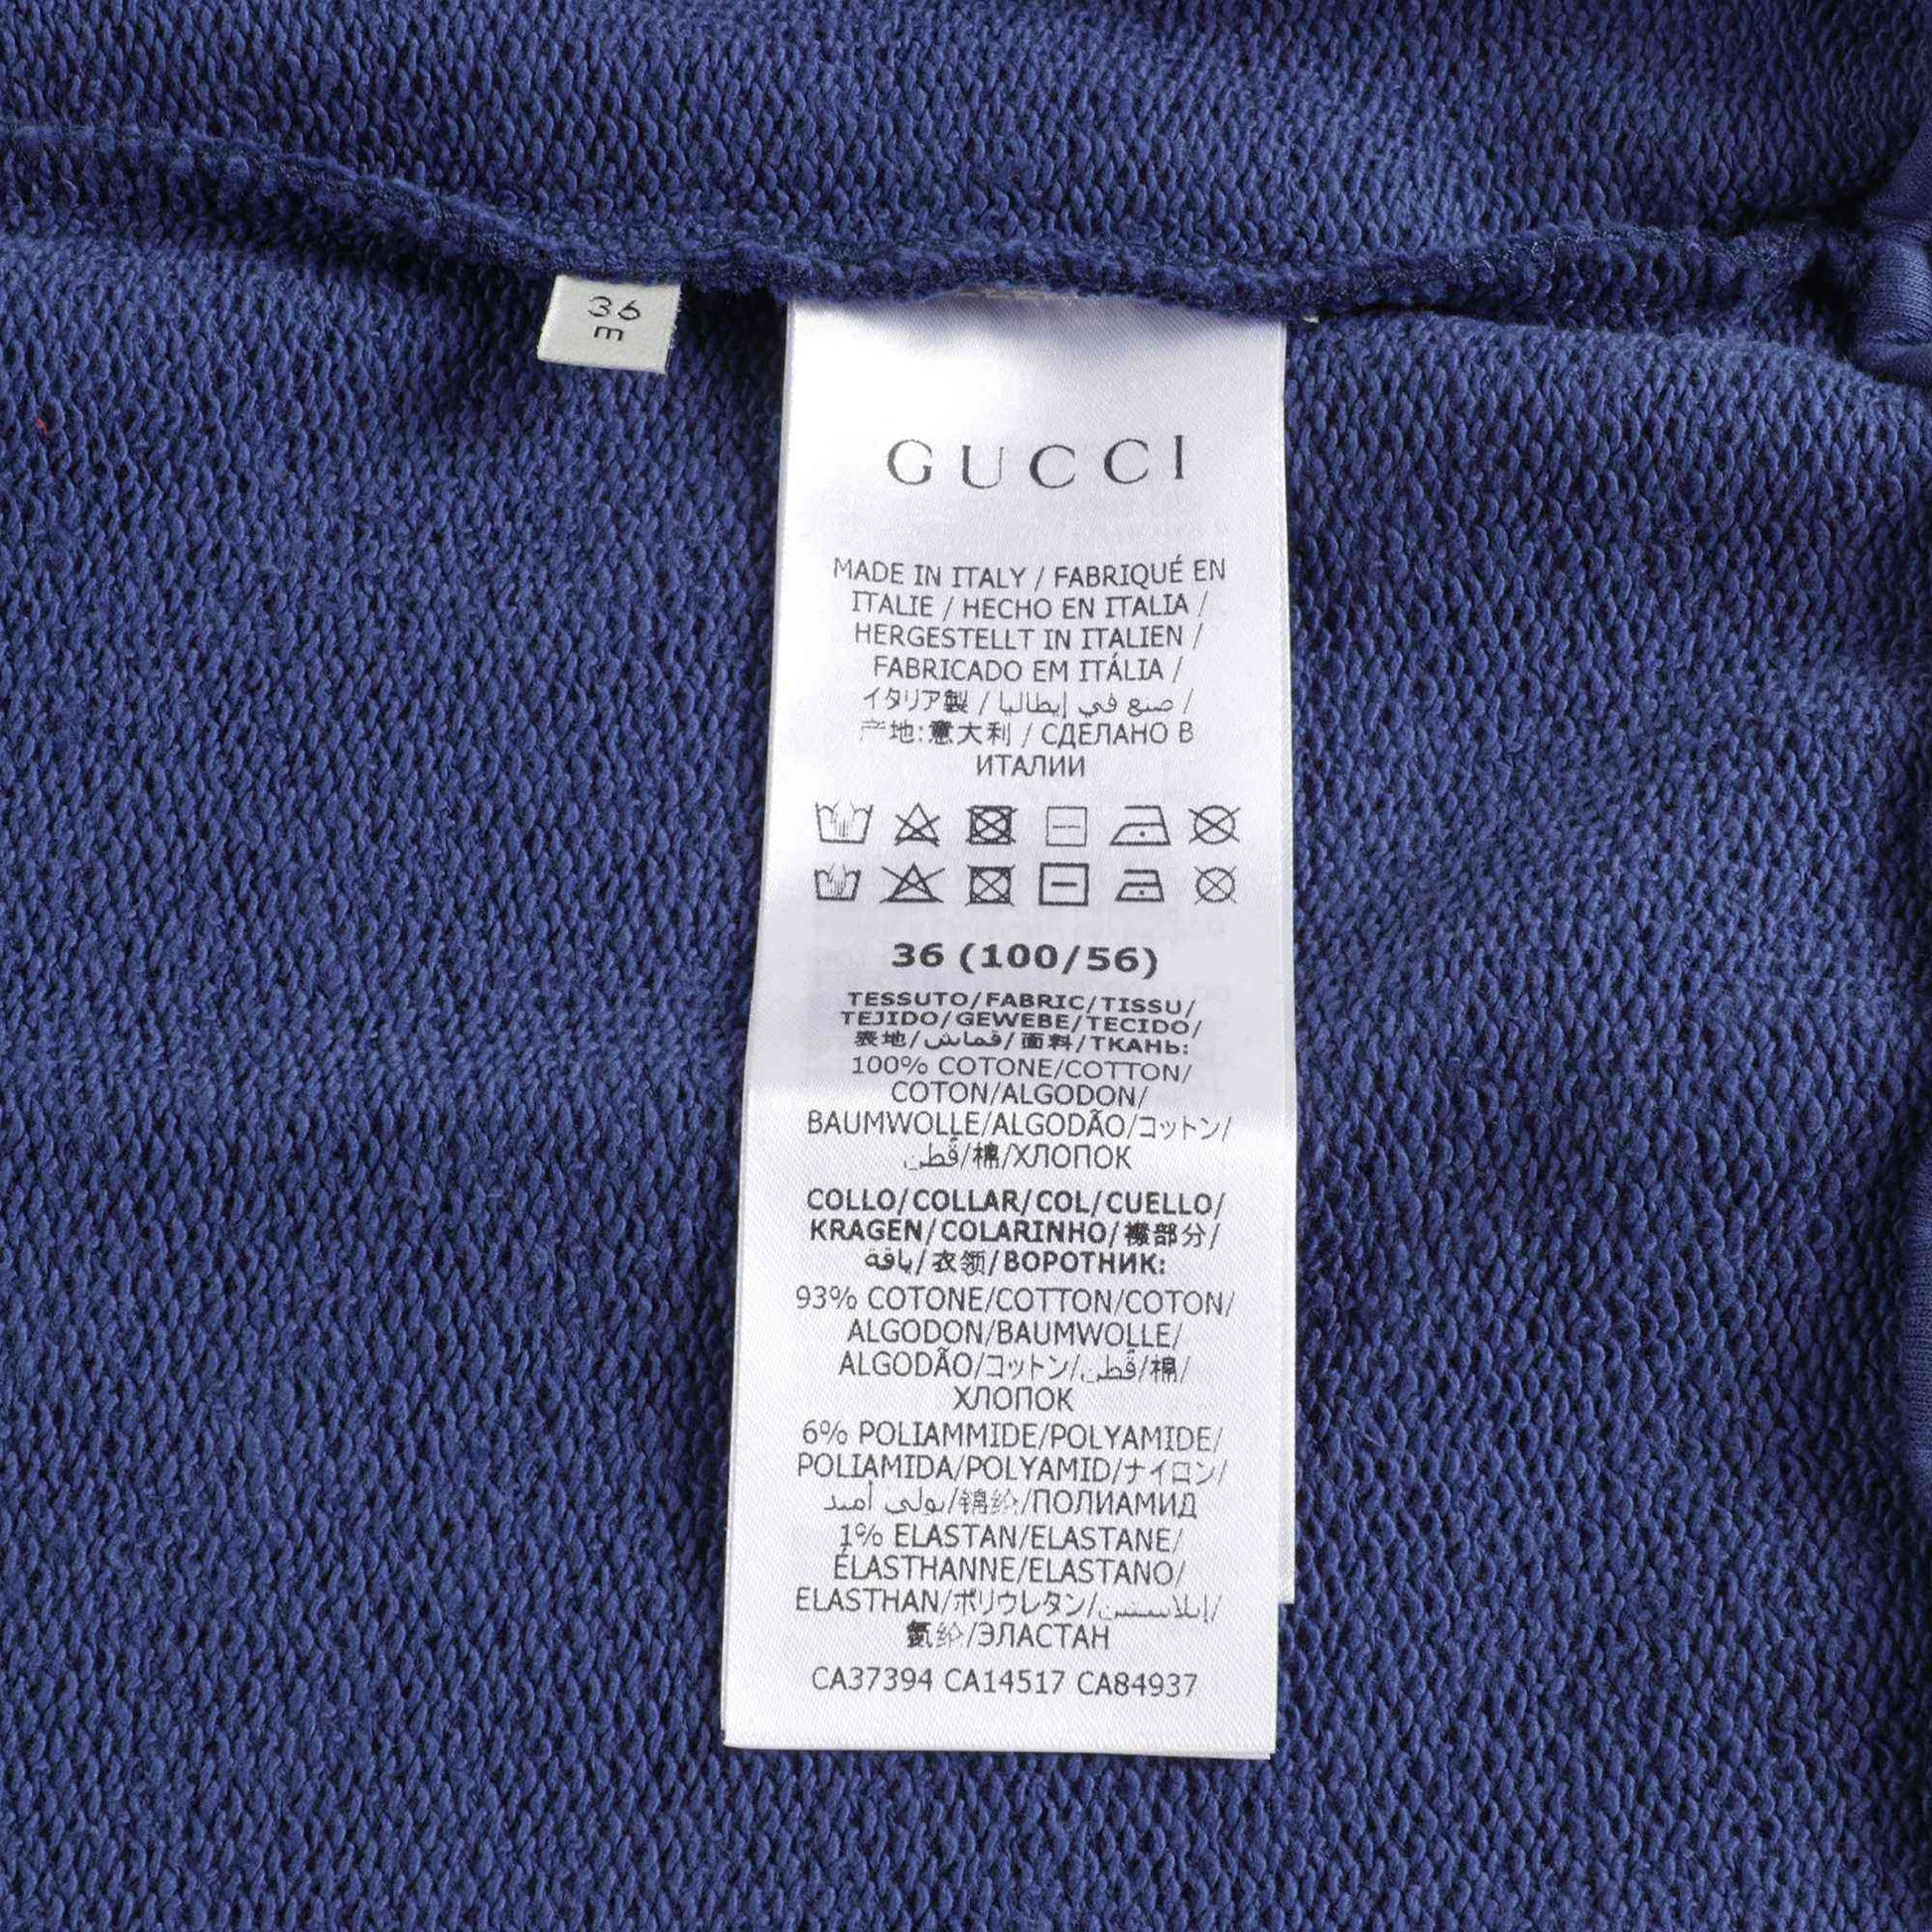 36
m
GUCCI
MADE IN ITALY / FABRIQUÉ EN
ITALIE / HECHO EN ITALIA /
HERGESTELLT IN ITALIEN /
FABRICADO EM ITÁLIA /
イタリア製 / صنع في إيطاليا /
产地:意大利 / СДЕЛАНО В
ИТАЛИИ
36 (100/56)
TESSUTO/FABRIC/TISSU/
TEJIDO/GEWEBE/TECIDO/
表地/قماش/面料/ТКАНЬ:
100% COTONE/COTTON/
COTON/ALGODON/
BAUMWOLLE/ALGODÃO/コットン/
قطن/棉/ХЛОПОК
COLLO/COLLAR/COL/CUELLO/
KRAGEN/COLARINHO/襟部分/
ياقة/衣领/ВОРОТНИК:
93% COTONE/COTTON/COTON/
ALGODON/BAUMWOLLE/
ALGODÃO/コットン/قطن/棉/
ХЛОПОК
6% POLIAMMIDE/POLYAMIDE/
POLIAMIDA/POLYAMID/ナイロン/
بولي أميد/锦纶/ПОЛИАМИД
1% ELASTAN/ELASTANE/
ÉLASTHANNE/ELASTANO/
ELASTHAN/ポリウレタン/إيلاستين/
氨纶/ЭЛАСТАН
CA37394 CA14517 CA84937